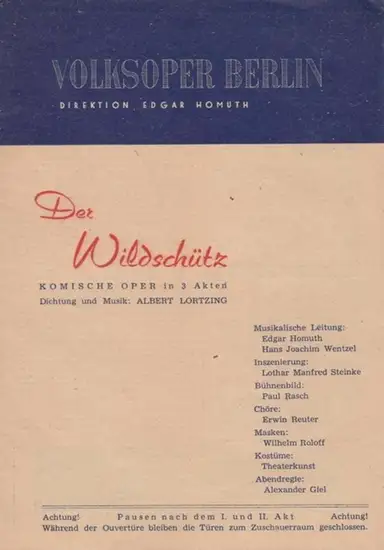 VOLKSOPER BERLIN
DIREKTION EDGAR HOMUTH
Der
Wildschütz
KOMISCHE OPER in 3 Akten
Dichtung und Musik: ALBERT LORTZING
Musikalische Leitung:
Edgar Homuth
Hans Joachim Wentzel
Inszenierung:
Lothar Manfred Steinke
Bühnenbild:
Paul Rasch
Chöre:
Erwin Reuter
Masken:
Wilhelm Roloff
Kostüme:
Theaterkunst
Abendregie:
Alexander Giel
Achtung! Pausen nach dem I. und II. Akt Achtung!
Während der Ouvertüre bleiben die Türen zum Zuschauerraum geschlossen.